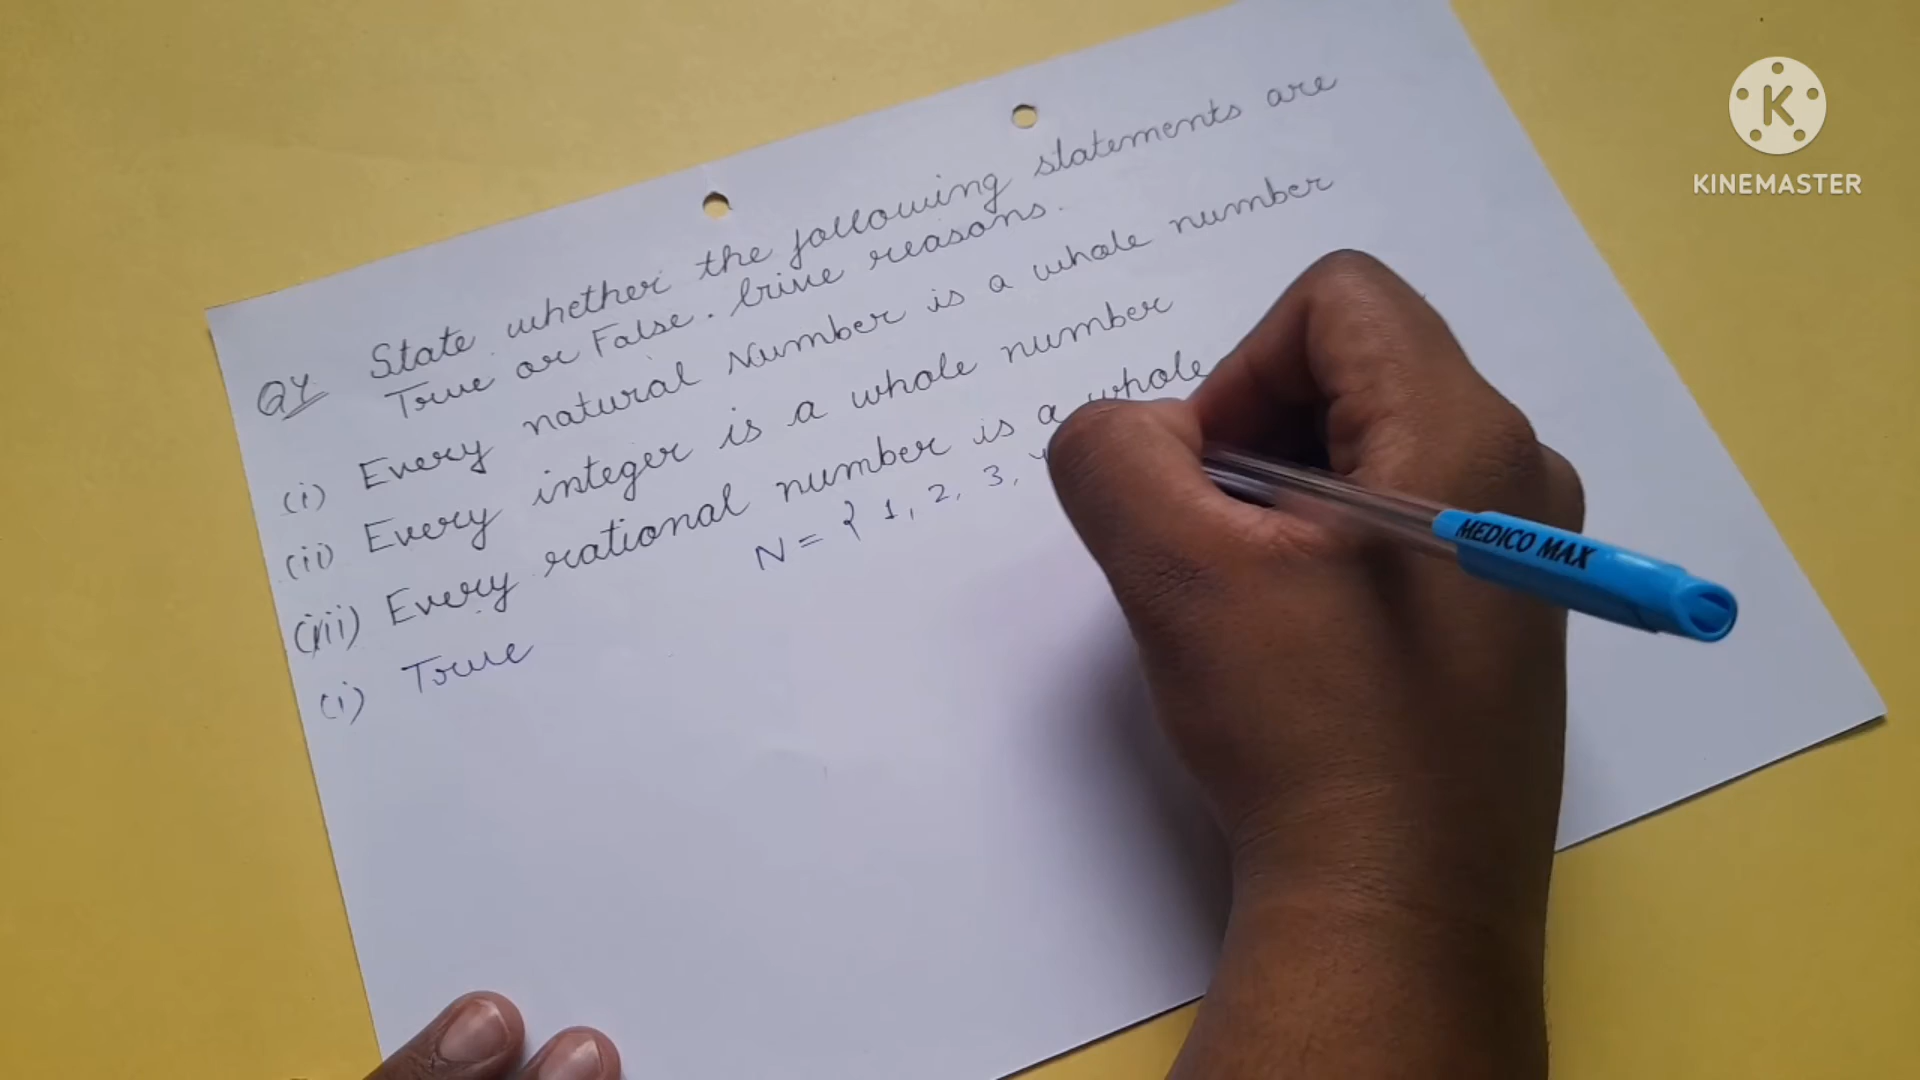 Q4 State whether the following statements are
True or False. Give reasons.
(i) Every natural Number is a whole number
(ii) Every integer is a whole number
(iii) Every rational number is a whole
N = { 1, 2, 3,
(i) True
MEDICO MAX
K
KINEMASTER